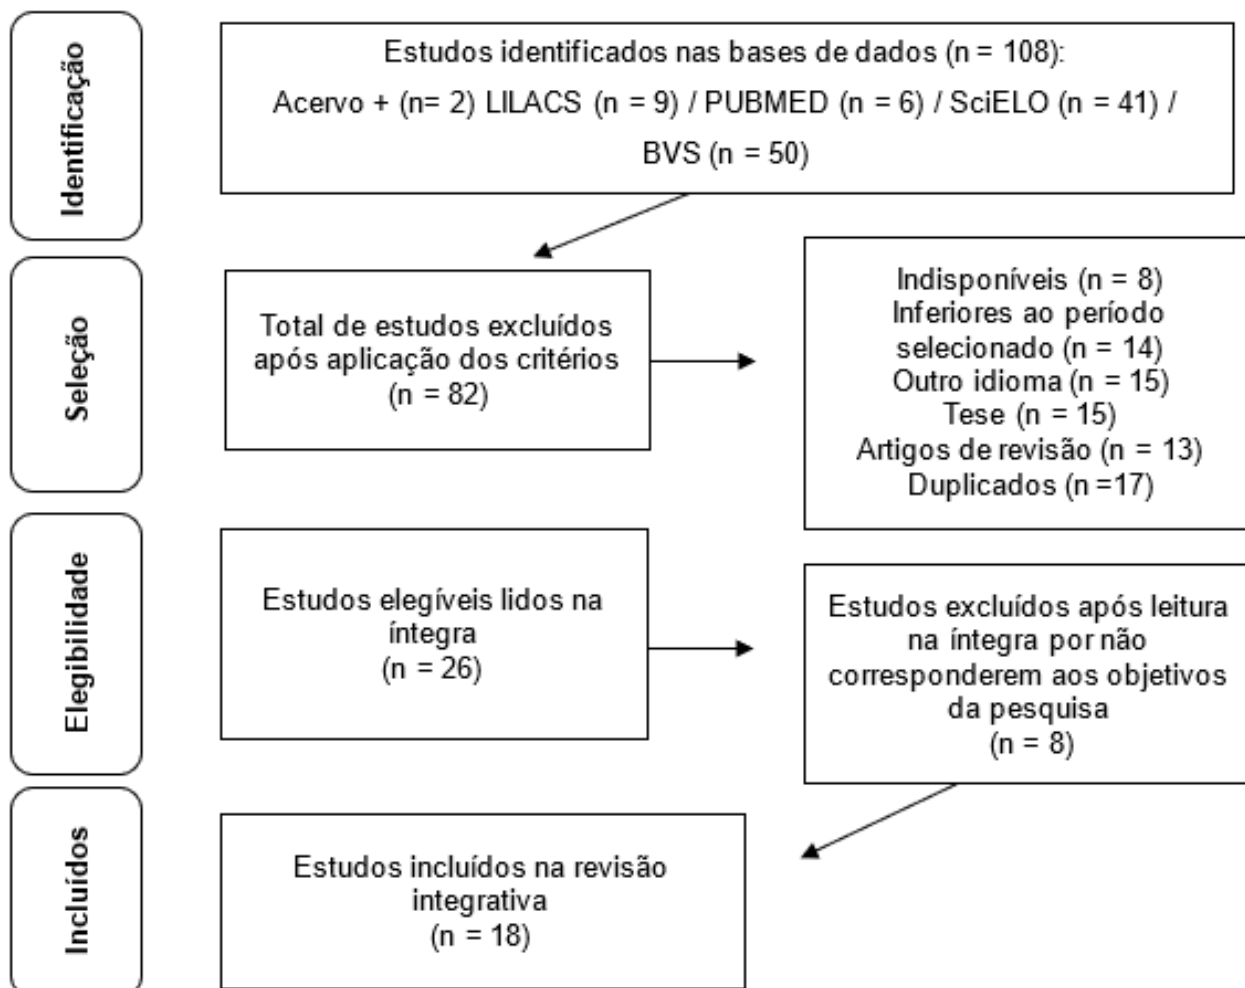 Identificação
Estudos identificados nas bases de dados (n = 108):
Acervo + (n= 2) LILACS (n = 9) / PUBMED (n = 6) / SciELO (n = 41) /
BVS (n = 50)
Seleção
Total de estudos excluídos
após aplicação dos critérios
(n = 82)
Indisponíveis (n = 8)
Inferiores ao período
selecionado (n = 14)
Outro idioma (n = 15)
Tese (n = 15)
Artigos de revisão (n = 13)
Duplicados (n =17)
Elegibilidade
Estudos elegíveis lidos na
íntegra
(n = 26)
Estudos excluídos após leitura
na íntegra por não
corresponderem aos objetivos
da pesquisa
(n = 8)
Incluídos
Estudos incluídos na revisão
integrativa
(n = 18)